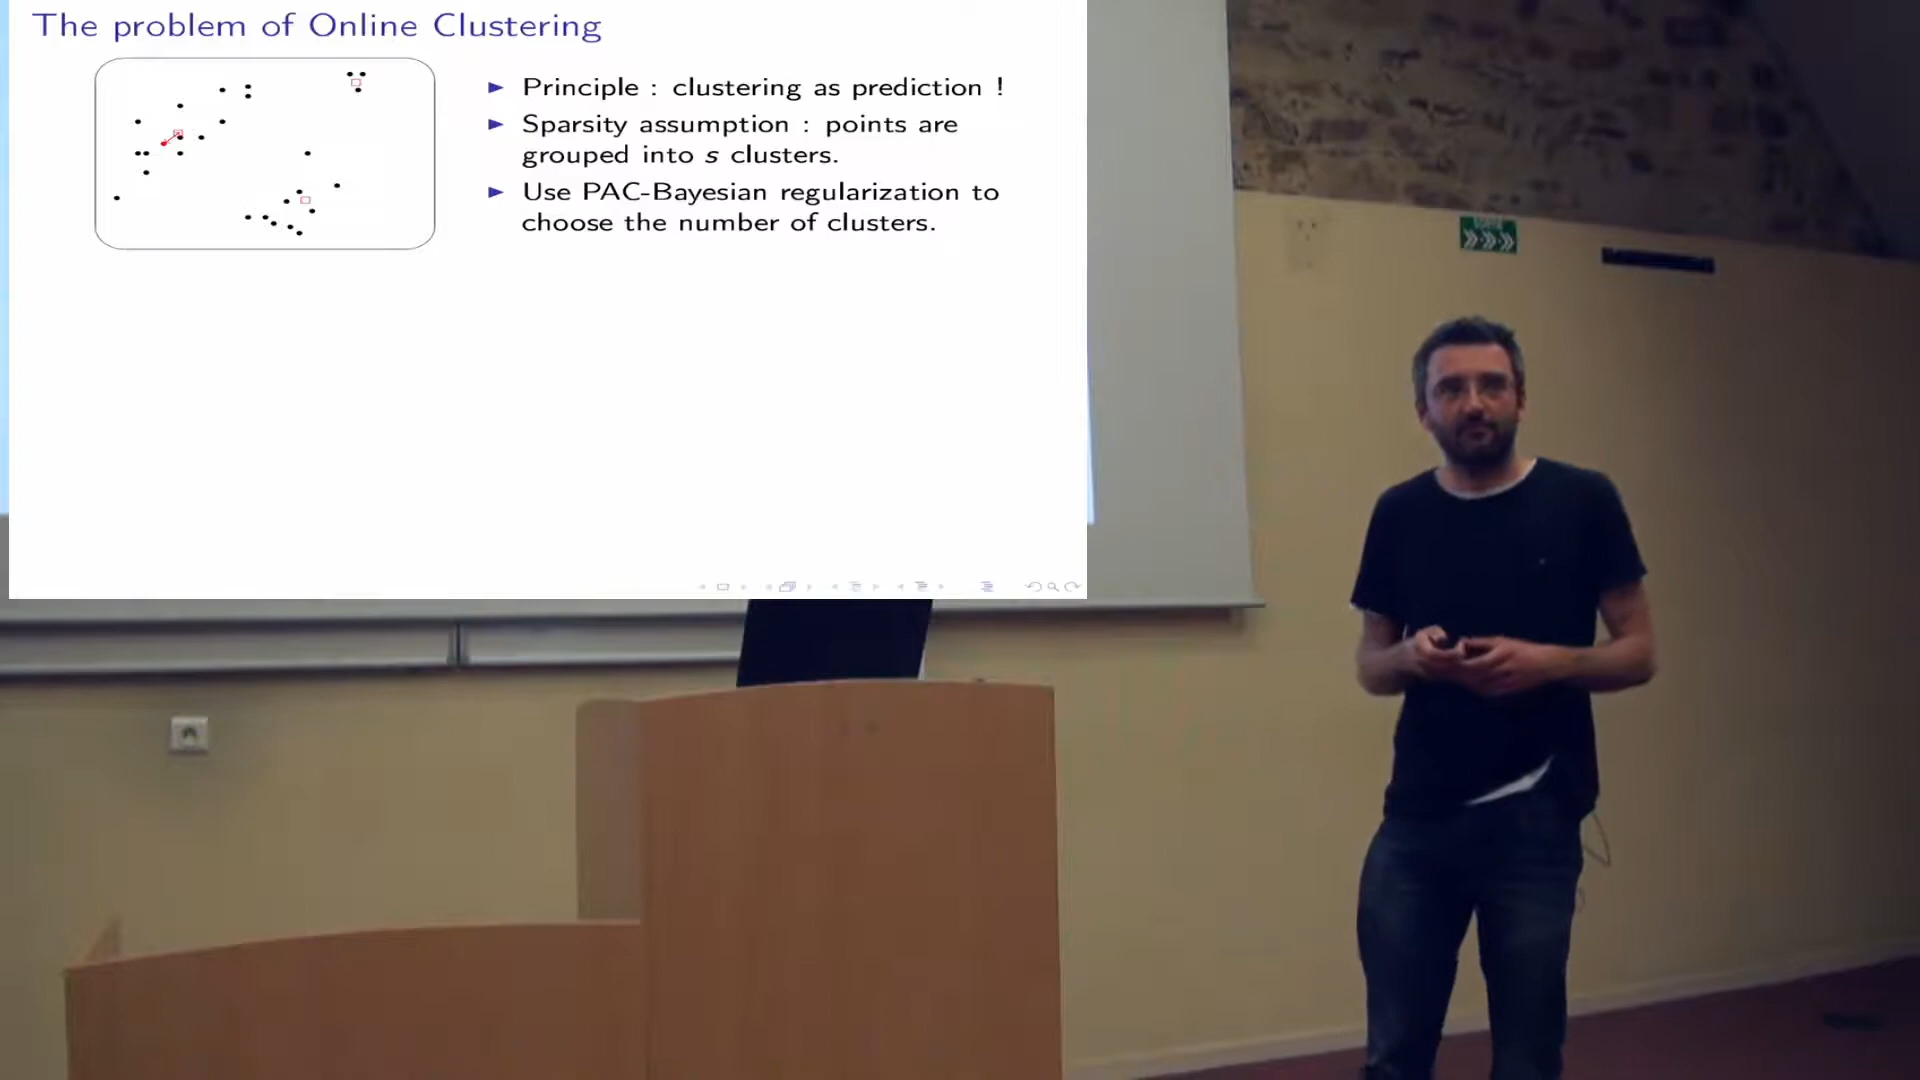 The problem of Online Clustering
Principle : clustering as prediction !
Sparsity assumption : points are
grouped into s clusters.
Use PAC-Bayesian regularization to
choose the number of clusters.